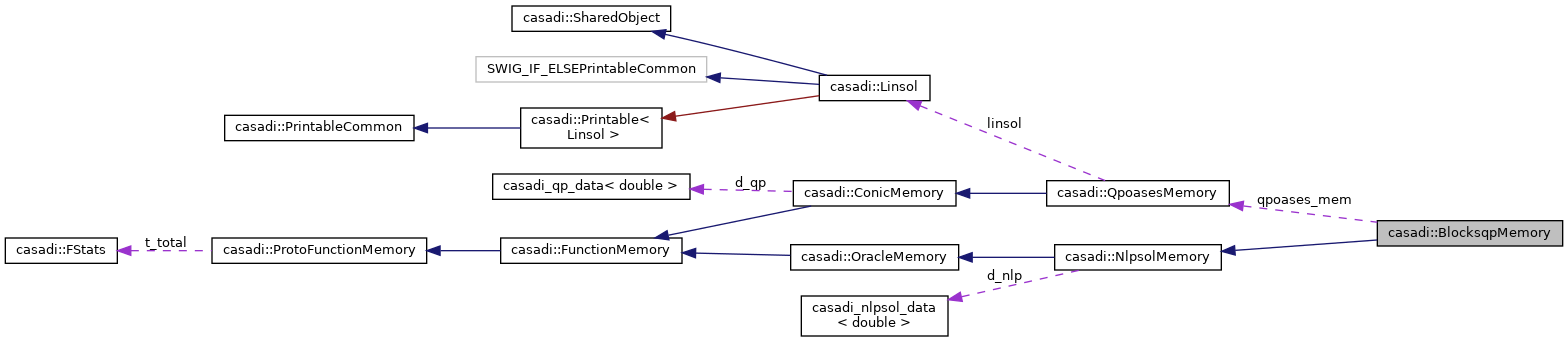 casadi::SharedObject
SWIG_IF_ELSEPrintableCommon
casadi::Linsol
casadi::PrintableCommon
casadi::Printable<
Linsol >
linsol
casadi_qp_data< double >
d_qp
casadi::ConicMemory
casadi::QpoasesMemory
qpoases_mem
casadi::BlocksqpMemory
casadi::FStats
t_total
casadi::ProtoFunctionMemory
casadi::FunctionMemory
casadi::OracleMemory
casadi::NlpsolMemory
d_nlp
casadi_nlpsol_data
< double >